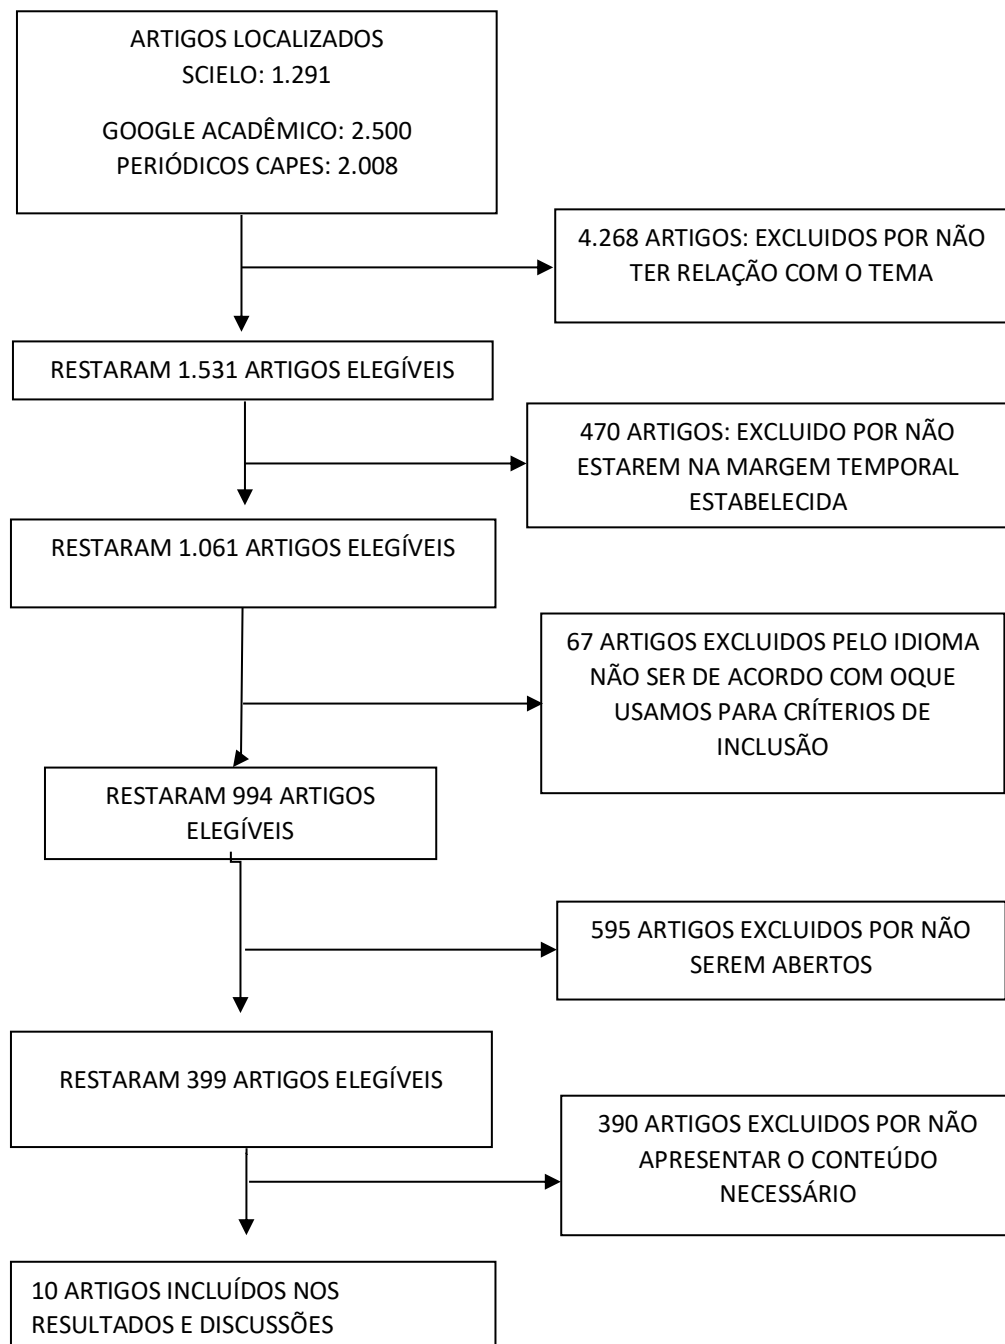 ARTIGOS LOCALIZADOS
SCIELO: 1.291
GOOGLE ACADÊMICO: 2.500
PERIÓDICOS CAPES: 2.008
4.268 ARTIGOS: EXCLUIDOS POR NÃO
TER RELAÇÃO COM O TEMA
RESTARAM 1.531 ARTIGOS ELEGÍVEIS
470 ARTIGOS: EXCLUIDO POR NÃO
ESTAREM NA MARGEM TEMPORAL
ESTABELECIDA
RESTARAM 1.061 ARTIGOS ELEGÍVEIS
67 ARTIGOS EXCLUIDOS PELO IDIOMA
NÃO SER DE ACORDO COM OQUE
USAMOS PARA CRÍTERIOS DE
INCLUSÃO
RESTARAM 994 ARTIGOS
ELEGÍVEIS
595 ARTIGOS EXCLUIDOS POR NÃO
SEREM ABERTOS
RESTARAM 399 ARTIGOS ELEGÍVEIS
390 ARTIGOS EXCLUIDOS POR NÃO
APRESENTAR O CONTEÚDO
NECESSÁRIO
10 ARTIGOS INCLUÍDOS NOS
RESULTADOS E DISCUSSÕES